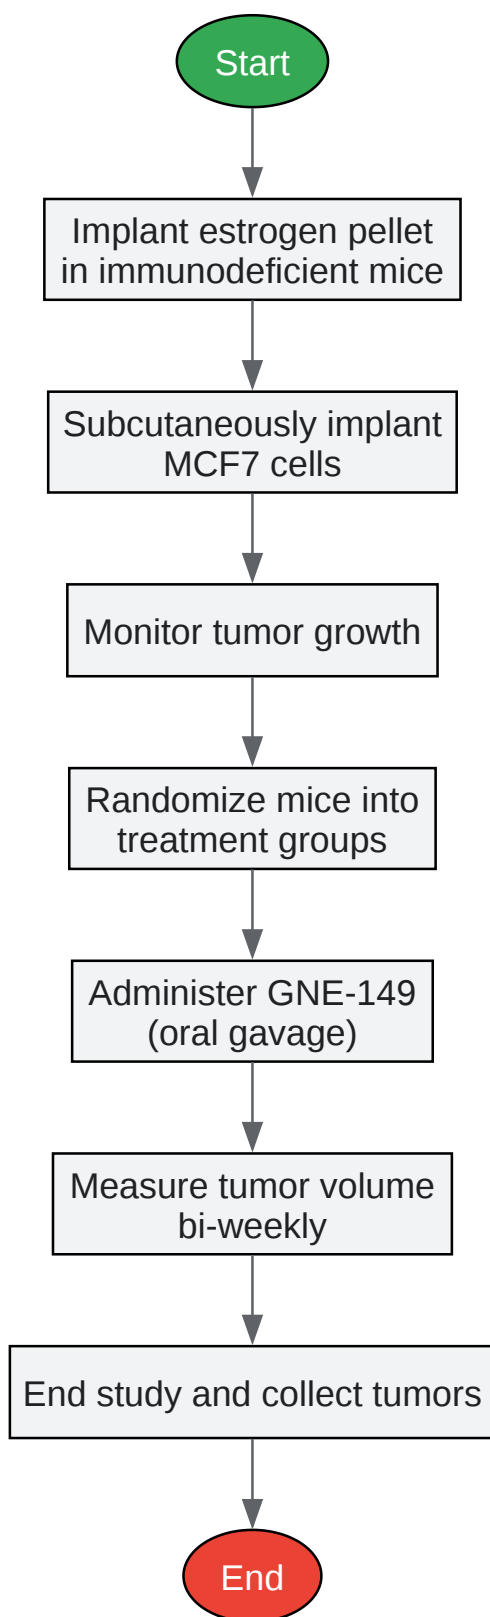 Start
Implant estrogen pellet
in immunodeficient mice
Subcutaneously implant
MCF7 cells
Monitor tumor growth
Randomize mice into
treatment groups
Administer GNE-149
(oral gavage)
Measure tumor volume
bi-weekly
End study and collect tumors
End